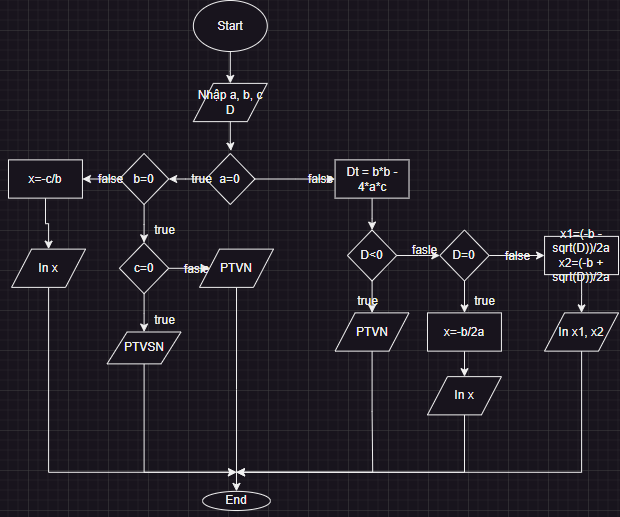 Start
Nhập a, b, c
D
a=0
true
false
b=0
false
x=-c/b
In x
true
c=0
fasle
PTVN
true
PTVSN
Dt = b*b -
4*a*c
D<0
fasle
D=0
false
x1=(-b -
sqrt(D))/2a
x2=(-b +
sqrt(D))/2a
true
PTVN
true
x=-b/2a
In x
In x1, x2
End